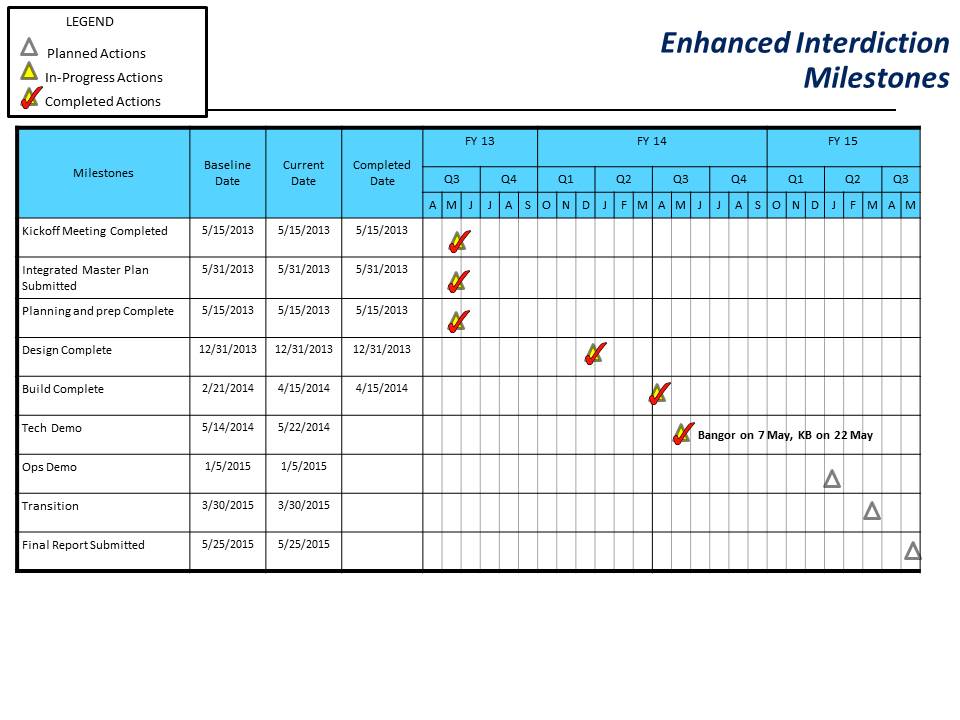 LEGEND
Planned Actions
In-Progress Actions
Completed Actions
Enhanced Interdiction
Milestones
Milestones
Baseline
Date
Current
Date
Completed
Date
FY 13
FY 14
FY 15
Q3
Q4
Q1
Q2
Q3
Q4
Q1
Q2
Q3
A M J J A S O N D J F M A M J J A S O N D J F M A M
Kickoff Meeting Completed 5/15/2013 5/15/2013 5/15/2013
Integrated Master Plan
Submitted
5/31/2013 5/31/2013 5/31/2013
Planning and prep Complete 5/15/2013 5/15/2013 5/15/2013
Design Complete 12/31/2013 12/31/2013 12/31/2013
Build Complete 2/21/2014 4/15/2014 4/15/2014
Tech Demo 5/14/2014 5/22/2014 Bangor on 7 May, KB on 22 May
Ops Demo 1/5/2015 1/5/2015
Transition 3/30/2015 3/30/2015
Final Report Submitted 5/25/2015 5/25/2015